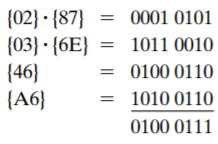 {02} · {87} = 0001 0101
{03} · {6E} = 1011 0010
{46} = 0100 0110
{A6} = 1010 0110
0100 0111